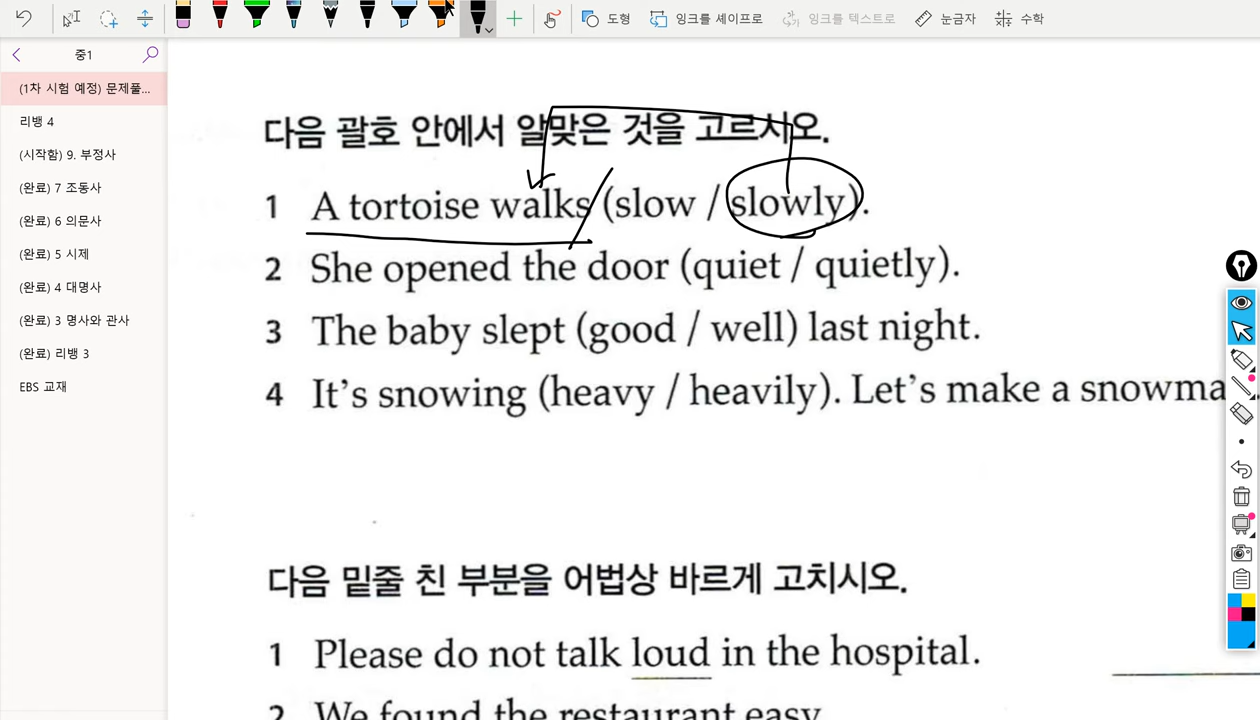 도형
잉크를 셰이프로
잉크를 텍스트로
눈금자
수학
중1
(1차 시험 예정) 문제풀...
리뱅 4
(시작함) 9. 부정사
(완료) 7 조동사
(완료) 6 의문사
(완료) 5 시제
(완료) 4 대명사
(완료) 3 명사와 관사
(완료) 리뱅 3
EBS 교재
다음 괄호 안에서 알맞은 것을 고르시오.
1 A tortoise walks (slow / slowly).
2 She opened the door (quiet / quietly).
3 The baby slept (good / well) last night.
4 It's snowing (heavy / heavily). Let's make a snowma
다음 밑줄 친 부분을 어법상 바르게 고치시오.
1 Please do not talk loud in the hospital.
2 We found the restaurant easy